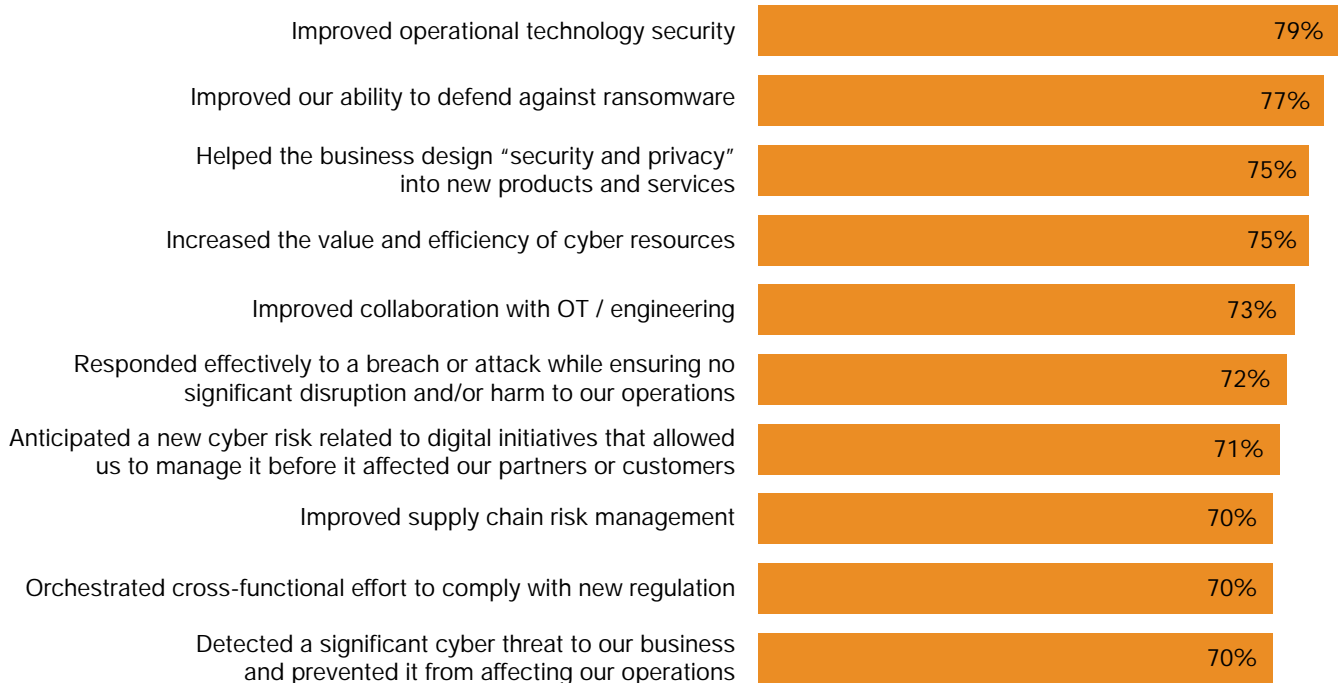 Improved operational technology security 79%
Improved our ability to defend against ransomware 77%
Helped the business design “security and privacy”
into new products and services 75%
Increased the value and efficiency of cyber resources 75%
Improved collaboration with OT / engineering 73%
Responded effectively to a breach or attack while ensuring no
significant disruption and/or harm to our operations 72%
Anticipated a new cyber risk related to digital initiatives that allowed
us to manage it before it affected our partners or customers 71%
Improved supply chain risk management 70%
Orchestrated cross-functional effort to comply with new regulation 70%
Detected a significant cyber threat to our business
and prevented it from affecting our operations 70%